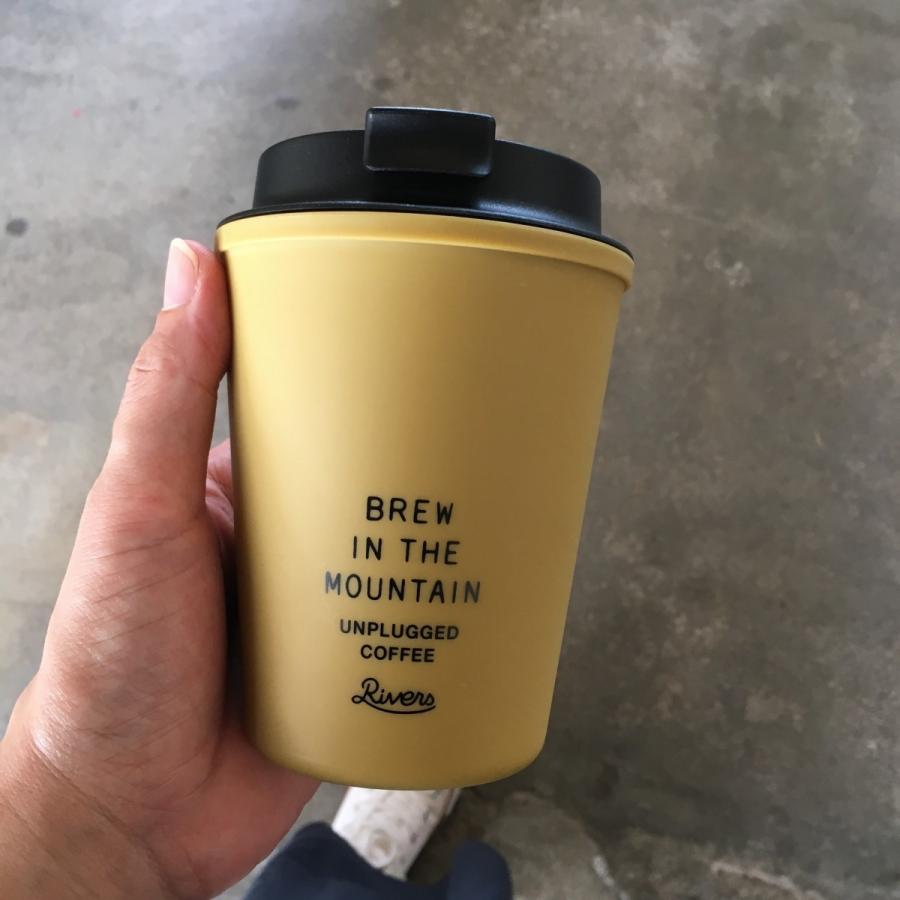 BREW
IN THE
MOUNTAIN
UNPLUGGED
COFFEE
Rivers